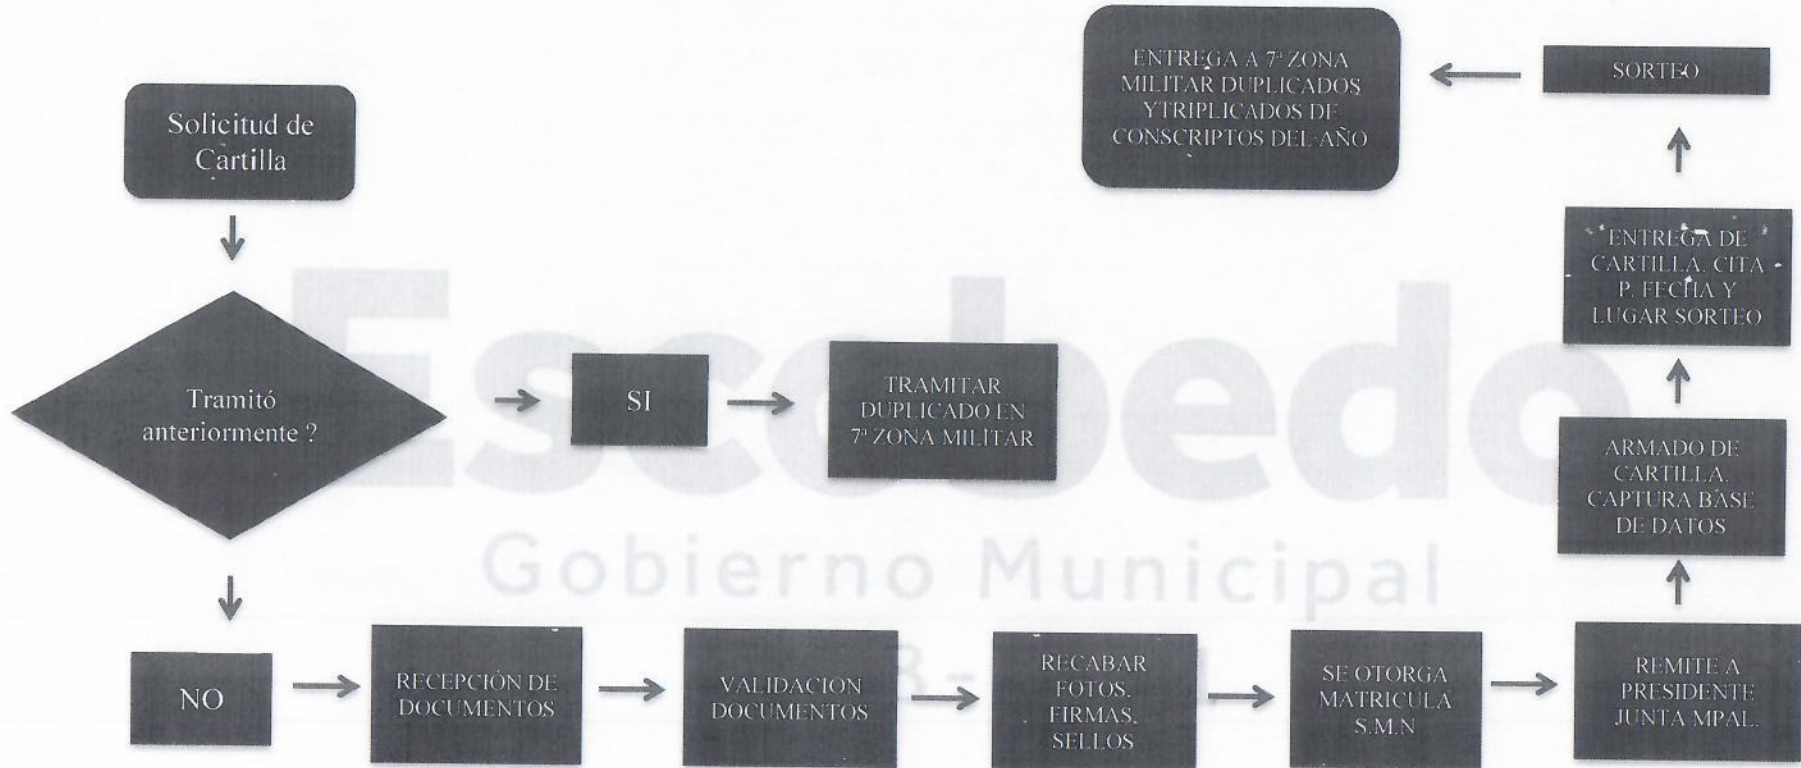 Solicitud de
Cartilla
Tramitó
anteriormente ?
SI
TRAMITAR
DUPLICADO EN
7ª ZONA MILITAR
NO
RECEPCIÓN DE
DOCUMENTOS
VALIDACION
DOCUMENTOS
RECABAR
FOTOS.
FIRMAS.
SELLOS
SE OTORGA
MATRICULA
S.M.N
REMITE A
PRESIDENTE
JUNTA MPAL.
ARMADO DE
CARTILLA.
CAPTURA BASE
DE DATOS
ENTREGA DE
CARTILLA. CITA
P. FECHA Y
LUGAR SORTEO
SORTEO
ENTREGA A 7ª ZONA
MILITAR DUPLICADOS
YTRIPLICADOS DE
CONSCRIPTOS DEL AÑO
Escobedo
Gobierno Municipal